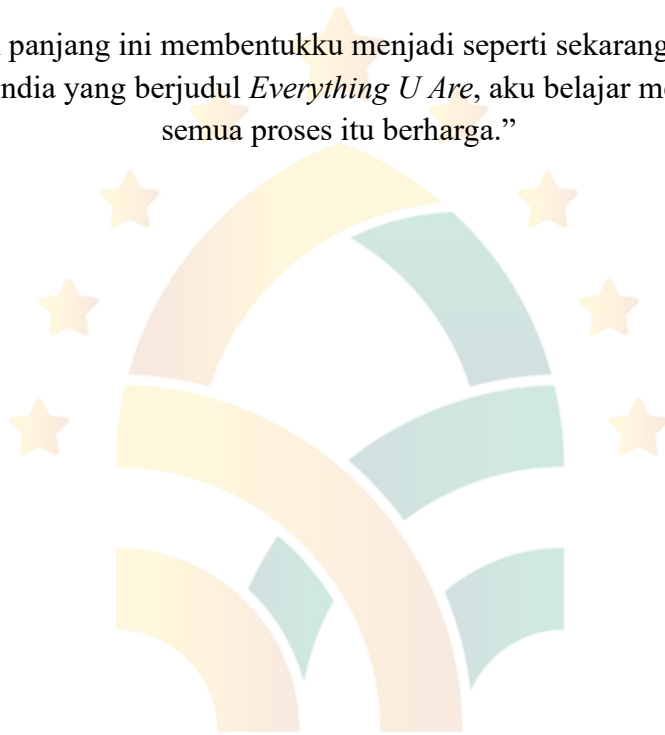 panjang ini membentukku menjadi seperti sekarang
yang berjudul Everything U Are, aku belajar
semua proses itu berharga.”